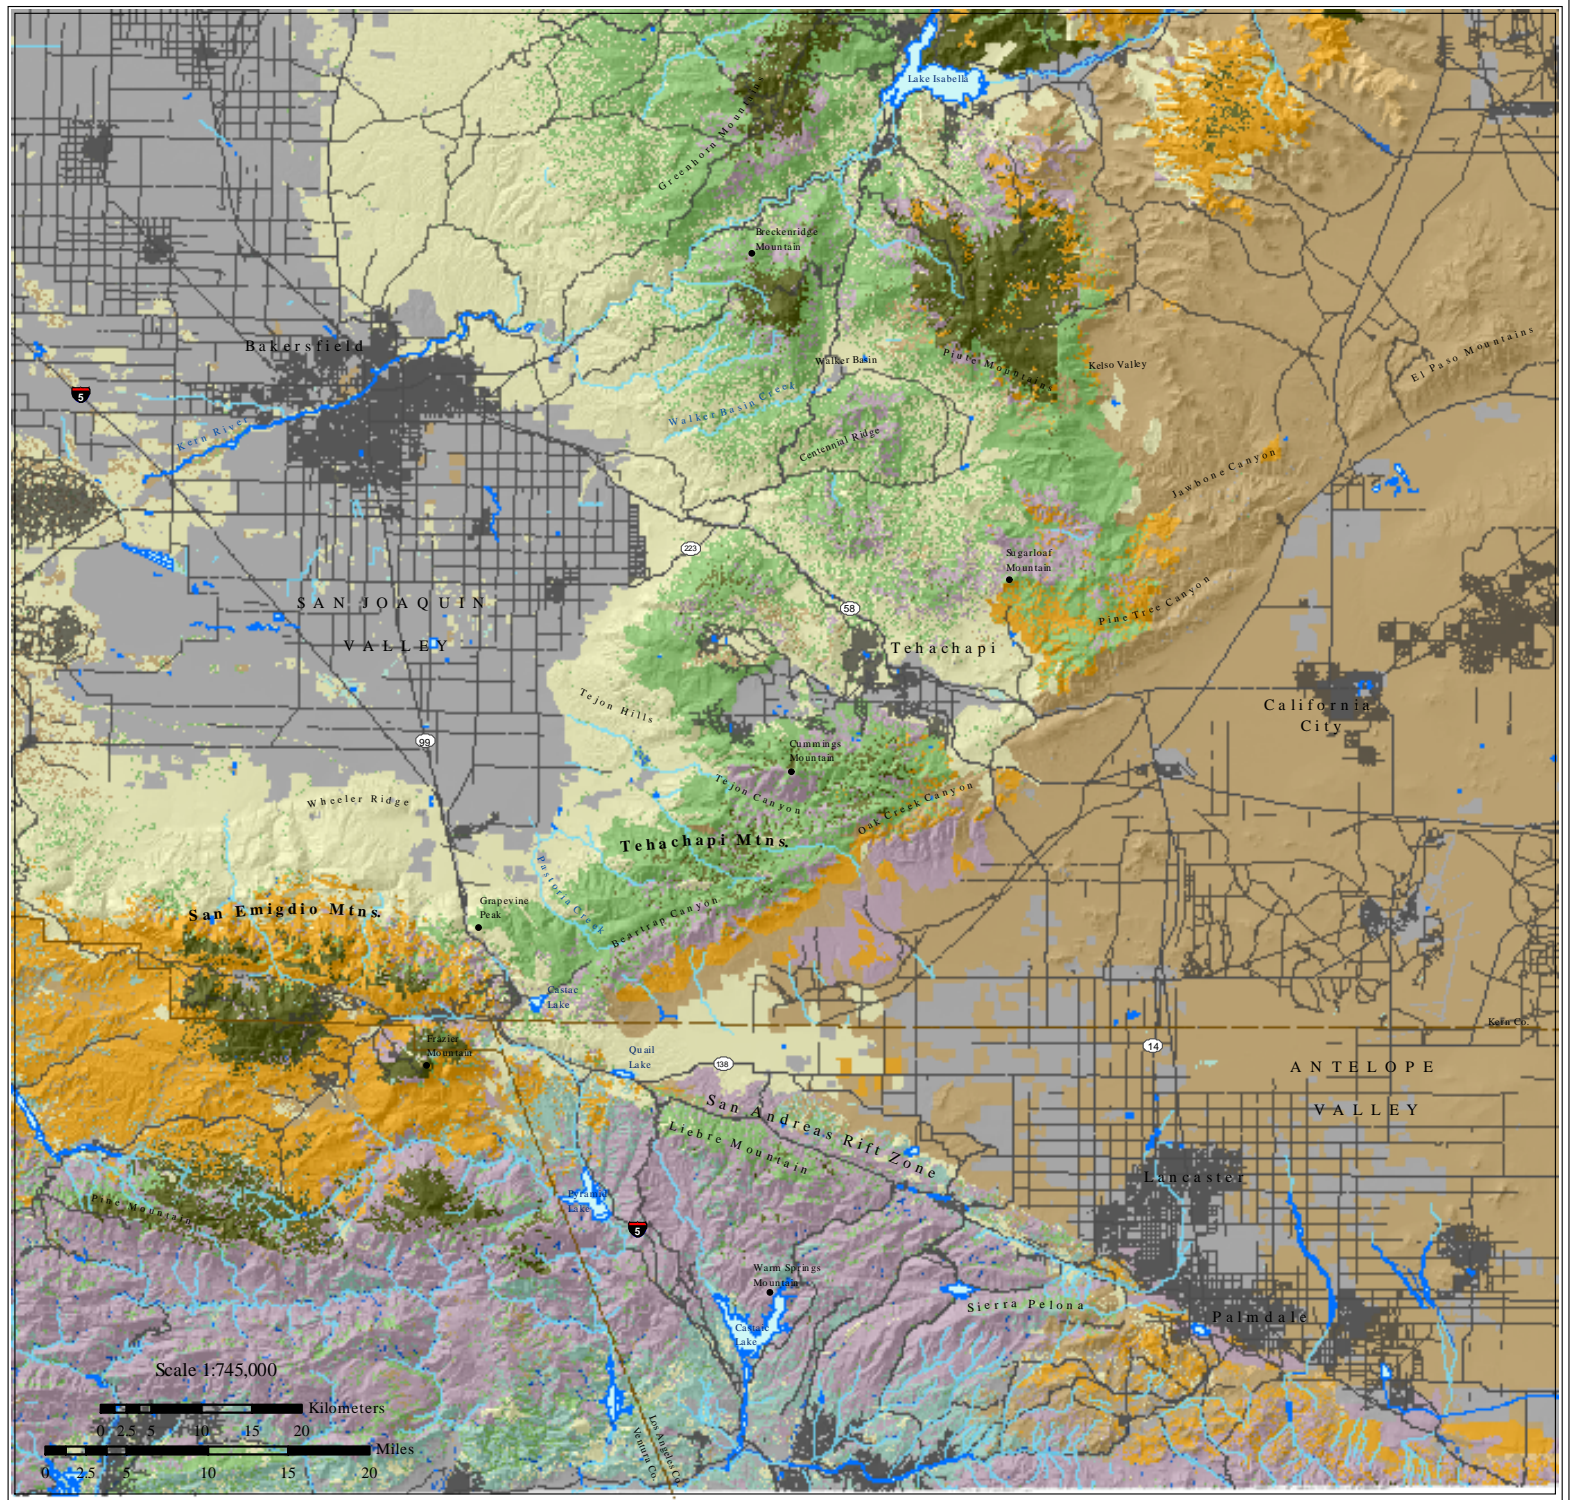 Lake Isabella
Greenhorn Mountains
Breckenridge
Mountain
Bakersfield
5
Kern River
Walker Basin
Walker Basin Creek
Piute Mountains
Kelso Valley
El Paso Mountains
Centennial Ridge
Jawbone Canyon
223
Sugarloaf
Mountain
58
Pine Tree Canyon
SAN JOAQUIN
VALLEY
Tehachapi
Tejon Hills
California
City
99
Cummings
Mountain
Tejon Canyon
Oak Creek Canyon
Wheeler Ridge
Tehachapi Mtns.
Pastoria Creek
Grapevine
Peak
San Emigdio Mtns.
Beartrap Canyon
Castac
Lake
Kern Co.
Frazier
Mountain
Quail
Lake
138
14
ANTELOPE
VALLEY
San Andreas Rift Zone
Liebre Mountain
Lancaster
Pine Mountain
Pyramid
Lake
5
Warm Springs
Mountain
Sierra Pelona
Palmdale
Castaic
Lake
Scale 1:745,000
Kilometers
0 2.5 5 10 15 20
Miles
0 2.5 5 10 15 20
Los Angeles Co.
Ventura Co.